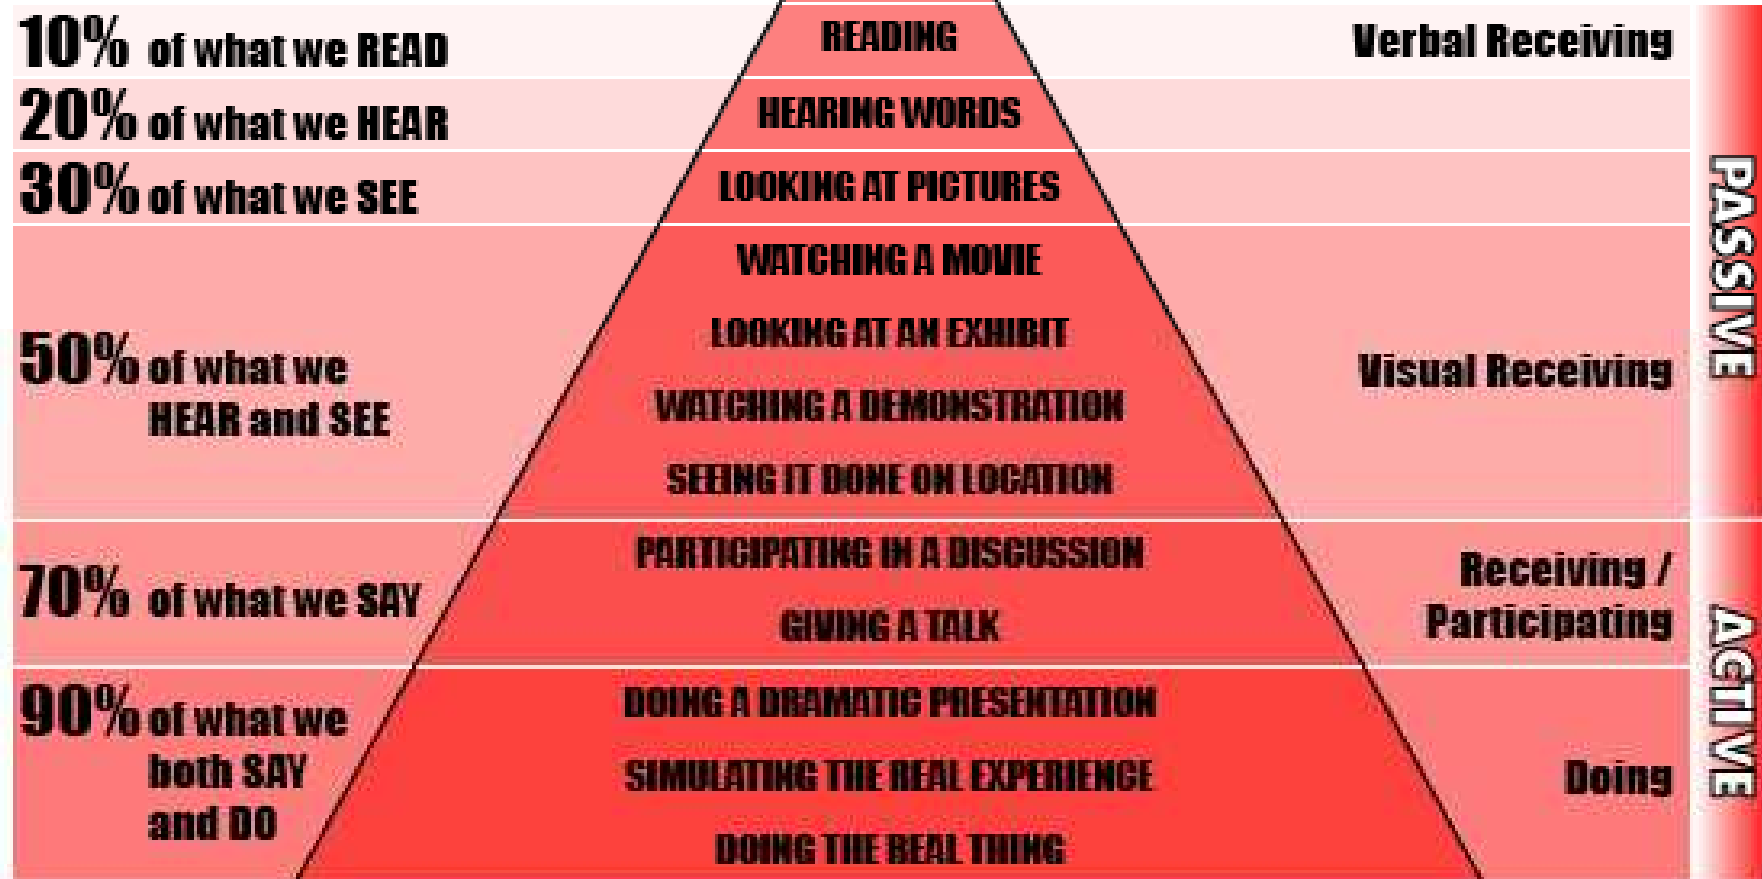 10% of what we READ
READING
Verbal Receiving
20% of what we HEAR
HEARING WORDS
30% of what we SEE
LOOKING AT PICTURES
50% of what we
HEAR and SEE
WATCHING A MOVIE
LOOKING AT AN EXHIBIT
WATCHING A DEMONSTRATION
SEEING IT DONE ON LOCATION
Visual Receiving
PASSIVE
70% of what we SAY
PARTICIPATING IN A DISCUSSION
GIVING A TALK
Receiving /
Participating
90% of what we
both SAY
and DO
DOING A DRAMATIC PRESENTATION
SIMULATING THE REAL EXPERIENCE
DOING THE REAL THING
Doing
ACTIVE